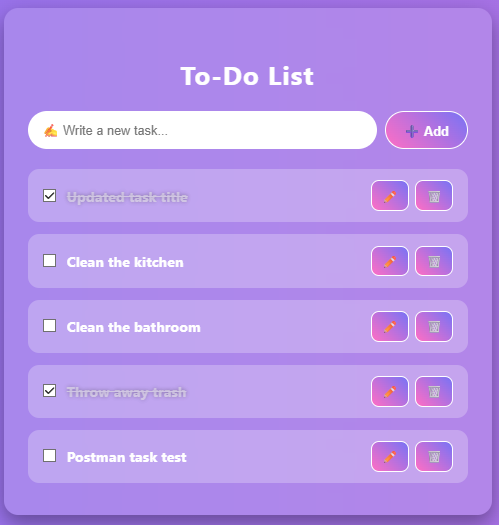 To-Do List
✍️ Write a new task...
➕ Add
Updated task title
Clean the kitchen
Clean the bathroom
Throw away trash
Postman task test